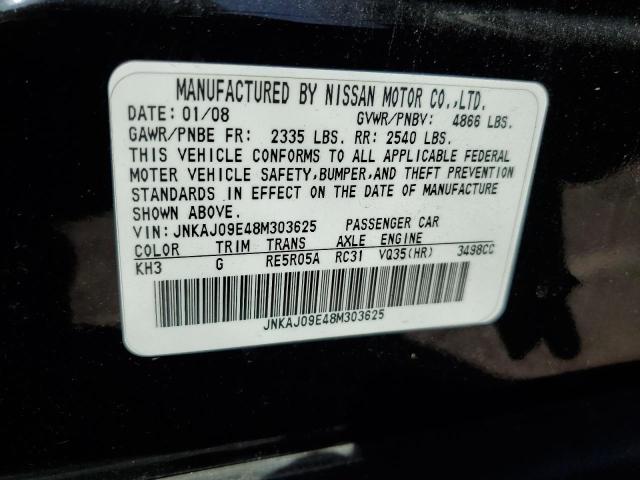 MANUFACTURED BY NISSAN MOTOR CO.,LTD.
DATE: 01/08 GVWR/PNBV: 4866 LBS.
GAWR/PNBE FR: 2335 LBS. RR: 2540 LBS.
THIS VEHICLE CONFORMS TO ALL APPLICABLE FEDERAL
MOTER VEHICLE SAFETY,BUMPER,AND THEFT PREVENTION
STANDARDS IN EFFECT ON THE DATE OF MANUFACTURE
SHOWN ABOVE.
VIN: JNKAJ09E48M303625 PASSENGER CAR
COLOR TRIM TRANS AXLE ENGINE
KH3 G RE5R05A RC31 VQ35(HR) 3498CC
JNKAJ09E48M303625